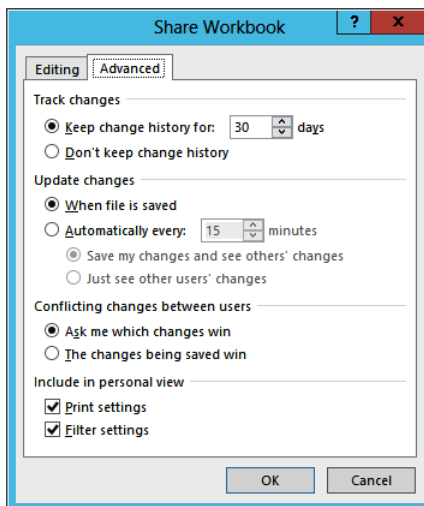 Share Workbook ? x
Editing Advanced
Track changes
Keep change history for: 30 days
Don't keep change history
Update changes
When file is saved
Automatically every: 15 minutes
Save my changes and see others' changes
Just see other users' changes
Conflicting changes between users
Ask me which changes win
The changes being saved win
Include in personal view
Print settings
Filter settings
OK Cancel